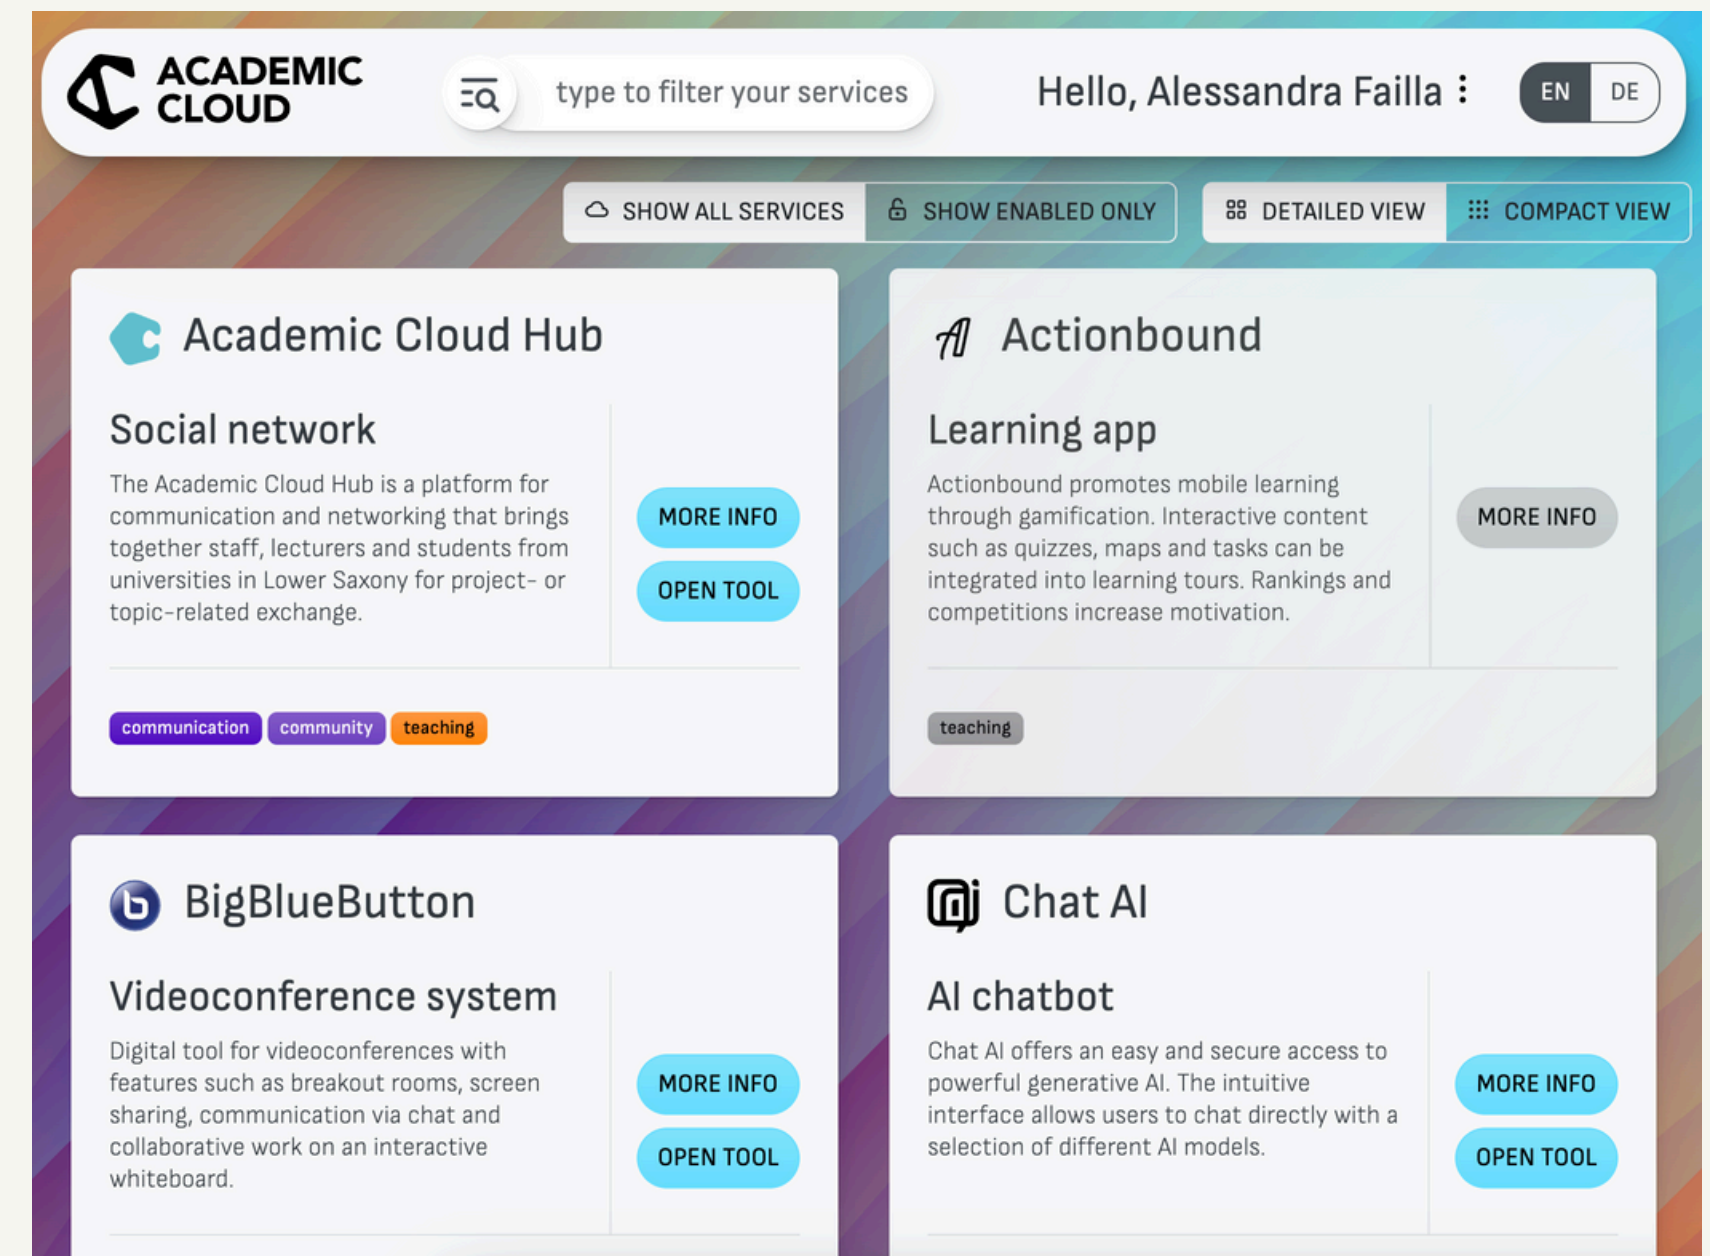 ACADEMIC
CLOUD
type to filter your services
Hello, Alessandra Failla
EN
DE
SHOW ALL SERVICES
SHOW ENABLED ONLY
DETAILED VIEW
COMPACT VIEW
Academic Cloud Hub
Social network
The Academic Cloud Hub is a platform for
communication and networking that brings
together staff, lecturers and students from
universities in Lower Saxony for project- or
topic-related exchange.
MORE INFO
OPEN TOOL
communication
community
teaching
Actionbound
Learning app
Actionbound promotes mobile learning
through gamification. Interactive content
such as quizzes, maps and tasks can be
integrated into learning tours. Rankings and
competitions increase motivation.
MORE INFO
teaching
BigBlueButton
Videoconference system
Digital tool for videoconferences with
features such as breakout rooms, screen
sharing, communication via chat and
collaborative work on an interactive
whiteboard.
MORE INFO
OPEN TOOL
Chat AI
AI chatbot
Chat AI offers an easy and secure access to
powerful generative AI. The intuitive
interface allows users to chat directly with a
selection of different AI models.
MORE INFO
OPEN TOOL